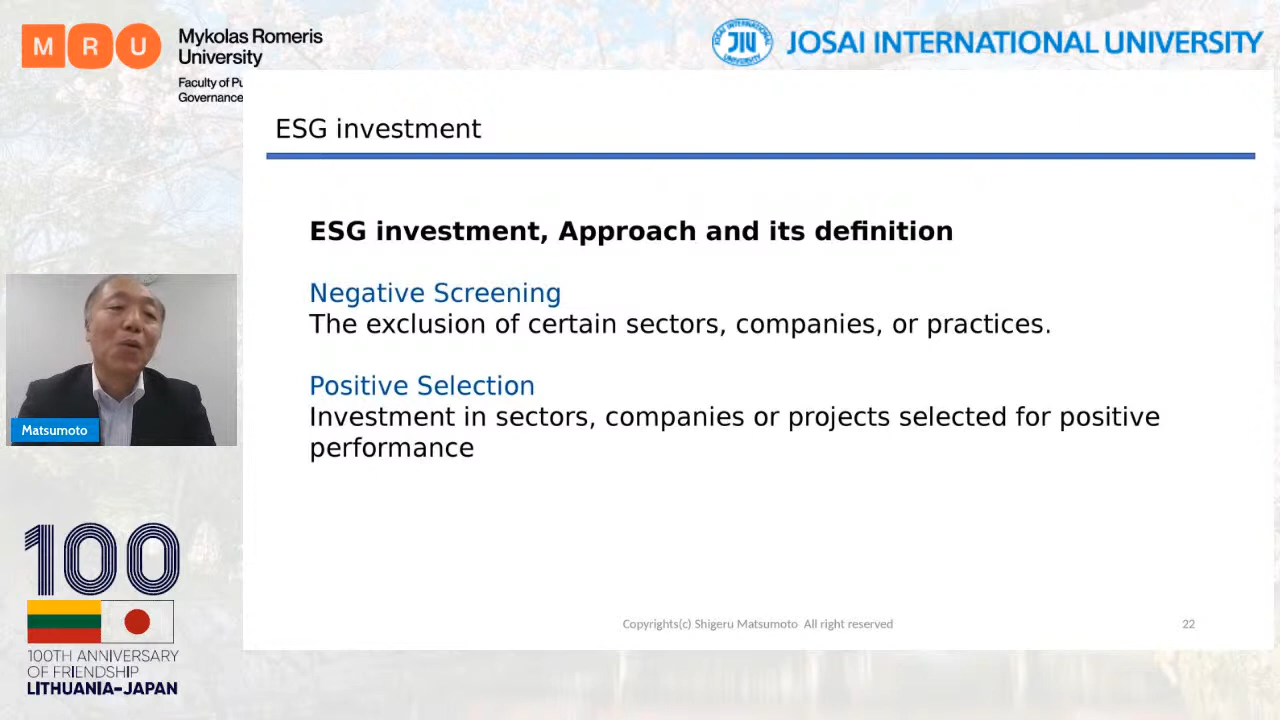 MRU
Mykolas Romeris
University
Faculty of Pu
Governance
JIU
JOSAI INTERNATIONAL UNIVERSITY
ESG investment
ESG investment, Approach and its definition
Negative Screening
The exclusion of certain sectors, companies, or practices.
Positive Selection
Investment in sectors, companies or projects selected for positive
performance
Matsumoto
100
100TH ANNIVERSARY
OF FRIENDSHIP
LITHUANIA–JAPAN
Copyrights(c) Shigeru Matsumoto All right reserved
22